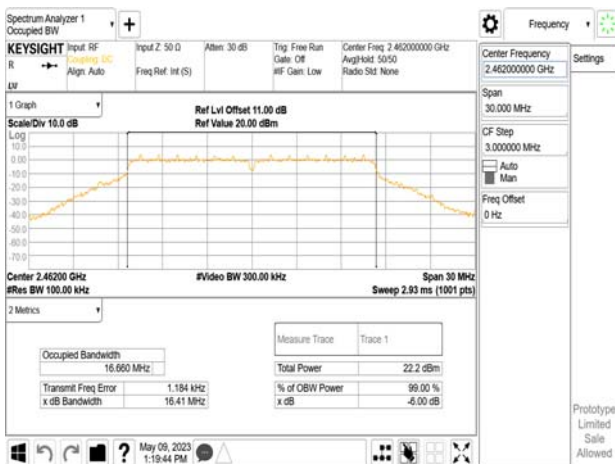 Spectrum Analyzer 1
Occupied BW
+
Frequency
KEYSIGHT Input: RF Input Z: 50 Ω Atten: 30 dB Trig: Free Run Center Freq: 2.462000000 GHz
R Coupling: DC Gate: Off Avg|Hold: 50/50
Align: Auto Freq Ref: Int (S) #IF Gain: Low Radio Std: None
LXI
Center Frequency
2.462000000 GHz
Settings
Span
30.000 MHz
CF Step
3.000000 MHz
Auto
Man
Freq Offset
0 Hz
1 Graph
Ref Lvl Offset 11.00 dB
Scale/Div 10.0 dB Ref Value 20.00 dBm
Log
10.0
0.00
-10.0
-20.0
-30.0
-40.0
-50.0
-60.0
-70.0
Center 2.46200 GHz #Video BW 300.00 kHz Span 30 MHz
#Res BW 100.00 kHz Sweep 2.93 ms (1001 pts)
2 Metrics
Measure Trace Trace 1
Occupied Bandwidth
16.660 MHz Total Power 22.2 dBm
Transmit Freq Error 1.184 kHz % of OBW Power 99.00 %
x dB Bandwidth 16.41 MHz x dB -6.00 dB
Prototype
Limited
Sale
Allowed
? May 09, 2023
1:19:44 PM